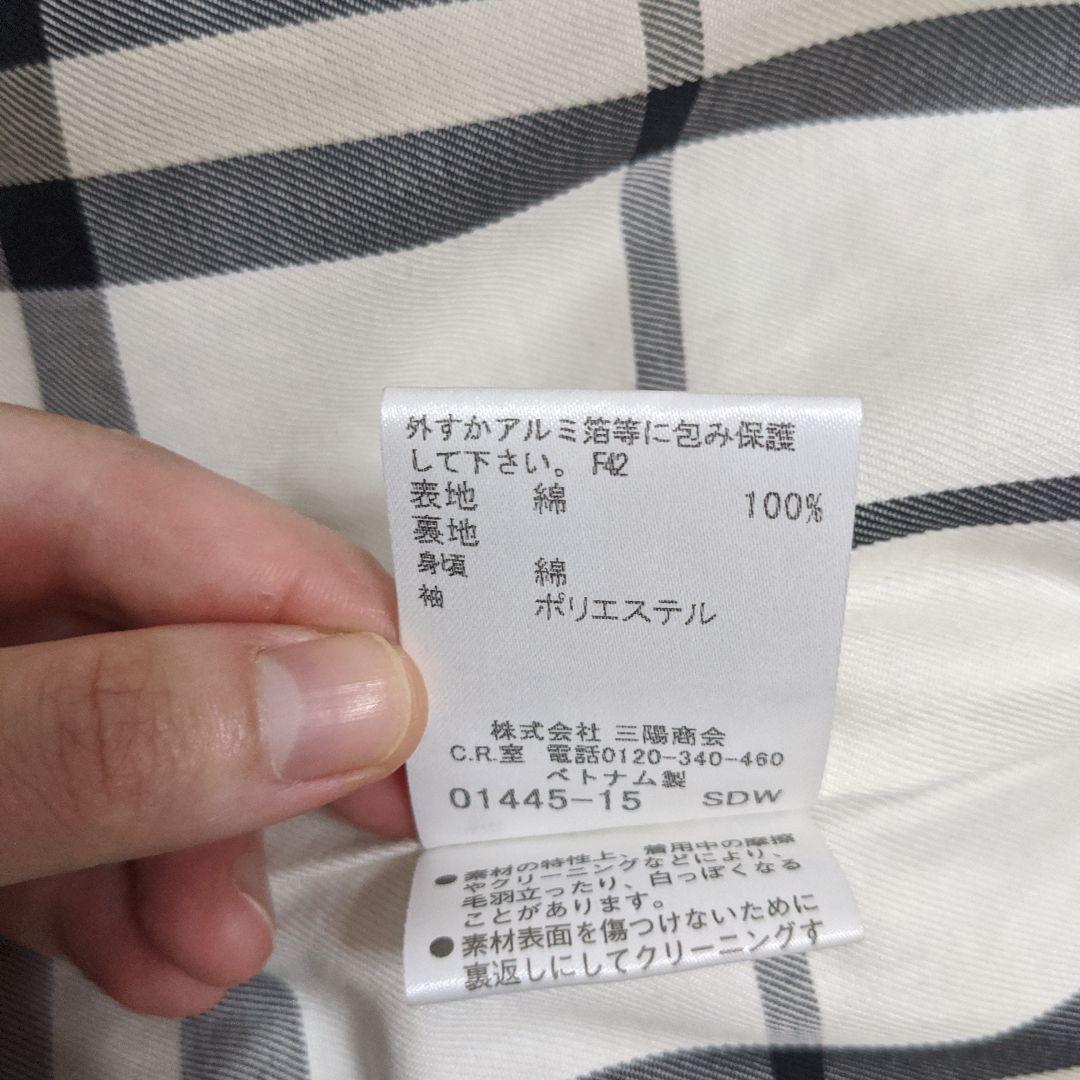 外すかアルミ箔等に包み保護
して下さい。 F42
表地 綿 100%
裏地
身頃 綿
袖 ポリエステル
株式会社 三陽商会
C.R.室 電話0120-340-460
ベトナム製
01445-15 SDW
●素材の特性上、着用中の摩擦
やクリーニングなどにより、
毛羽立ったり、白っぽくなる
ことがあります。
●素材表面を傷つけないために
裏返しにしてクリーニングす